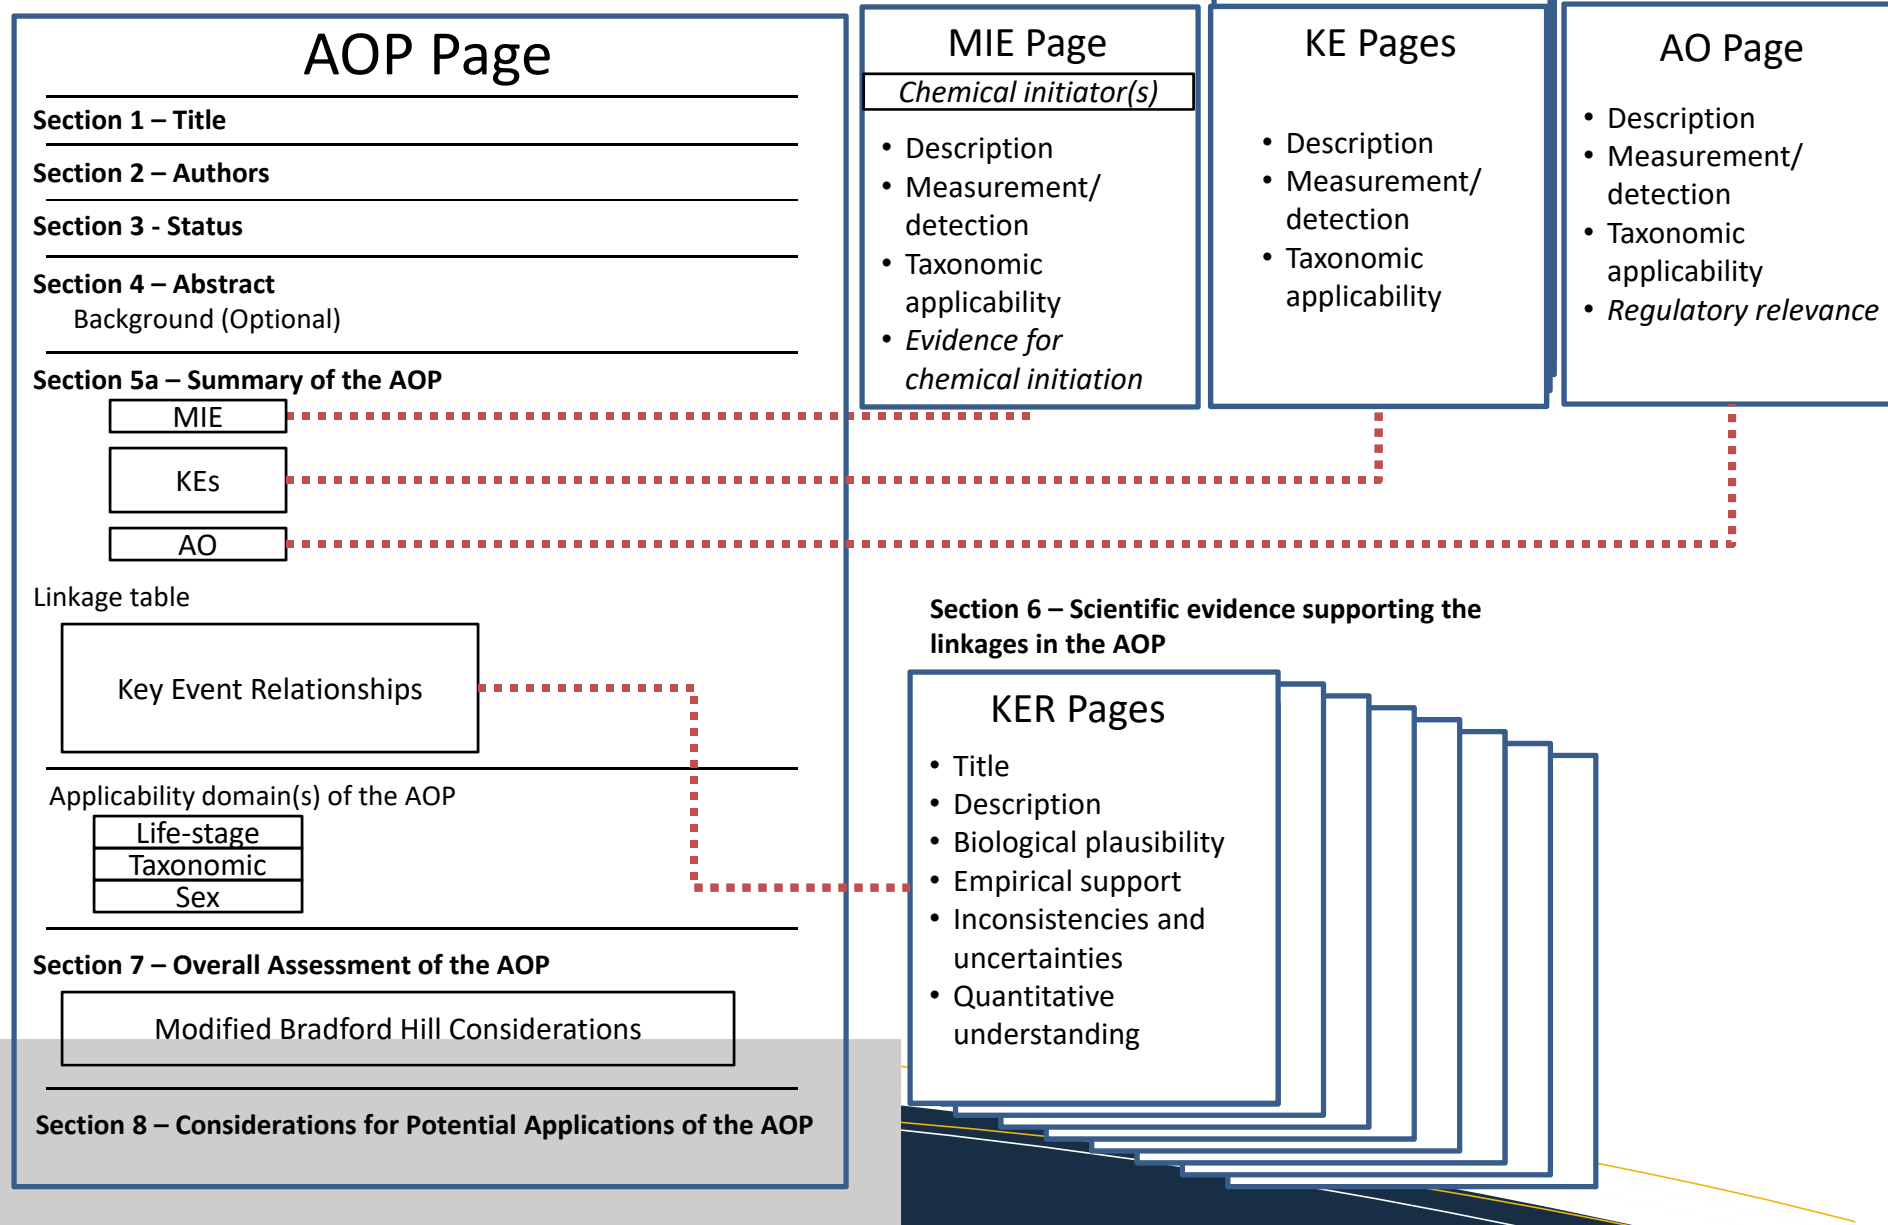 AOP Page
Section 1 – Title
Section 2 – Authors
Section 3 - Status
Section 4 – Abstract
Background (Optional)
Section 5a – Summary of the AOP
MIE
KEs
AO
Linkage table
Key Event Relationships
Applicability domain(s) of the AOP
Life-stage
Taxonomic
Sex
Section 7 – Overall Assessment of the AOP
Modified Bradford Hill Considerations
Section 8 – Considerations for Potential Applications of the AOP
MIE Page
Chemical initiator(s)
• Description
• Measurement/
detection
• Taxonomic
applicability
• Evidence for
chemical initiation
KE Pages
• Description
• Measurement/
detection
• Taxonomic
applicability
AO Page
• Description
• Measurement/
detection
• Taxonomic
applicability
• Regulatory relevance
Section 6 – Scientific evidence supporting the
linkages in the AOP
KER Pages
• Title
• Description
• Biological plausibility
• Empirical support
• Inconsistencies and
uncertainties
• Quantitative
understanding